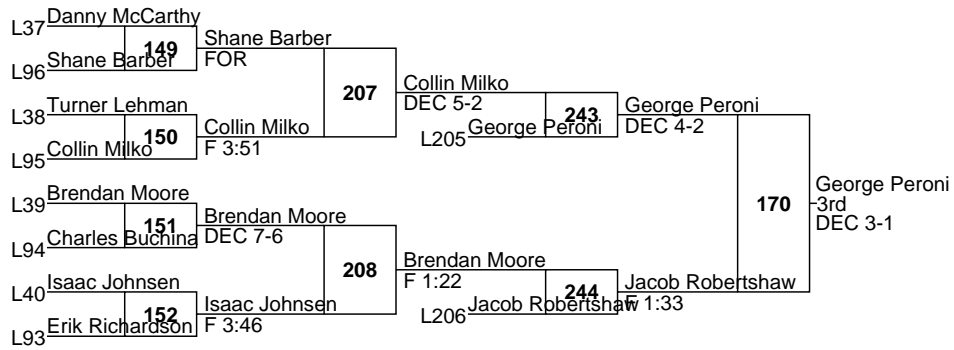 L37 Danny McCarthy
149
L96 Shane Barber
Shane Barber
FOR
L38 Turner Lehman
150
L95 Collin Milko
Collin Milko
F 3:51
207
Collin Milko
DEC 5-2
L205 George Peroni
243
George Peroni
DEC 4-2
L39 Brendan Moore
151
L94 Charles Buchina
Brendan Moore
DEC 7-6
L40 Isaac Johnsen
152
L93 Erik Richardson
Isaac Johnsen
F 3:46
208
Brendan Moore
F 1:22
L206 Jacob Robertshaw
244
Jacob Robertshaw
F 1:33
170
George Peroni
3rd
DEC 3-1